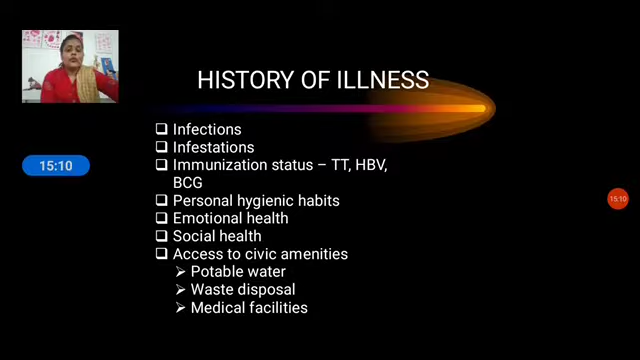 HISTORY OF ILLNESS
❑ Infections
❑ Infestations
❑ Immunization status – TT, HBV,
BCG
❑ Personal hygienic habits
❑ Emotional health
❑ Social health
❑ Access to civic amenities
➢ Potable water
➢ Waste disposal
➢ Medical facilities
15:10
15:10